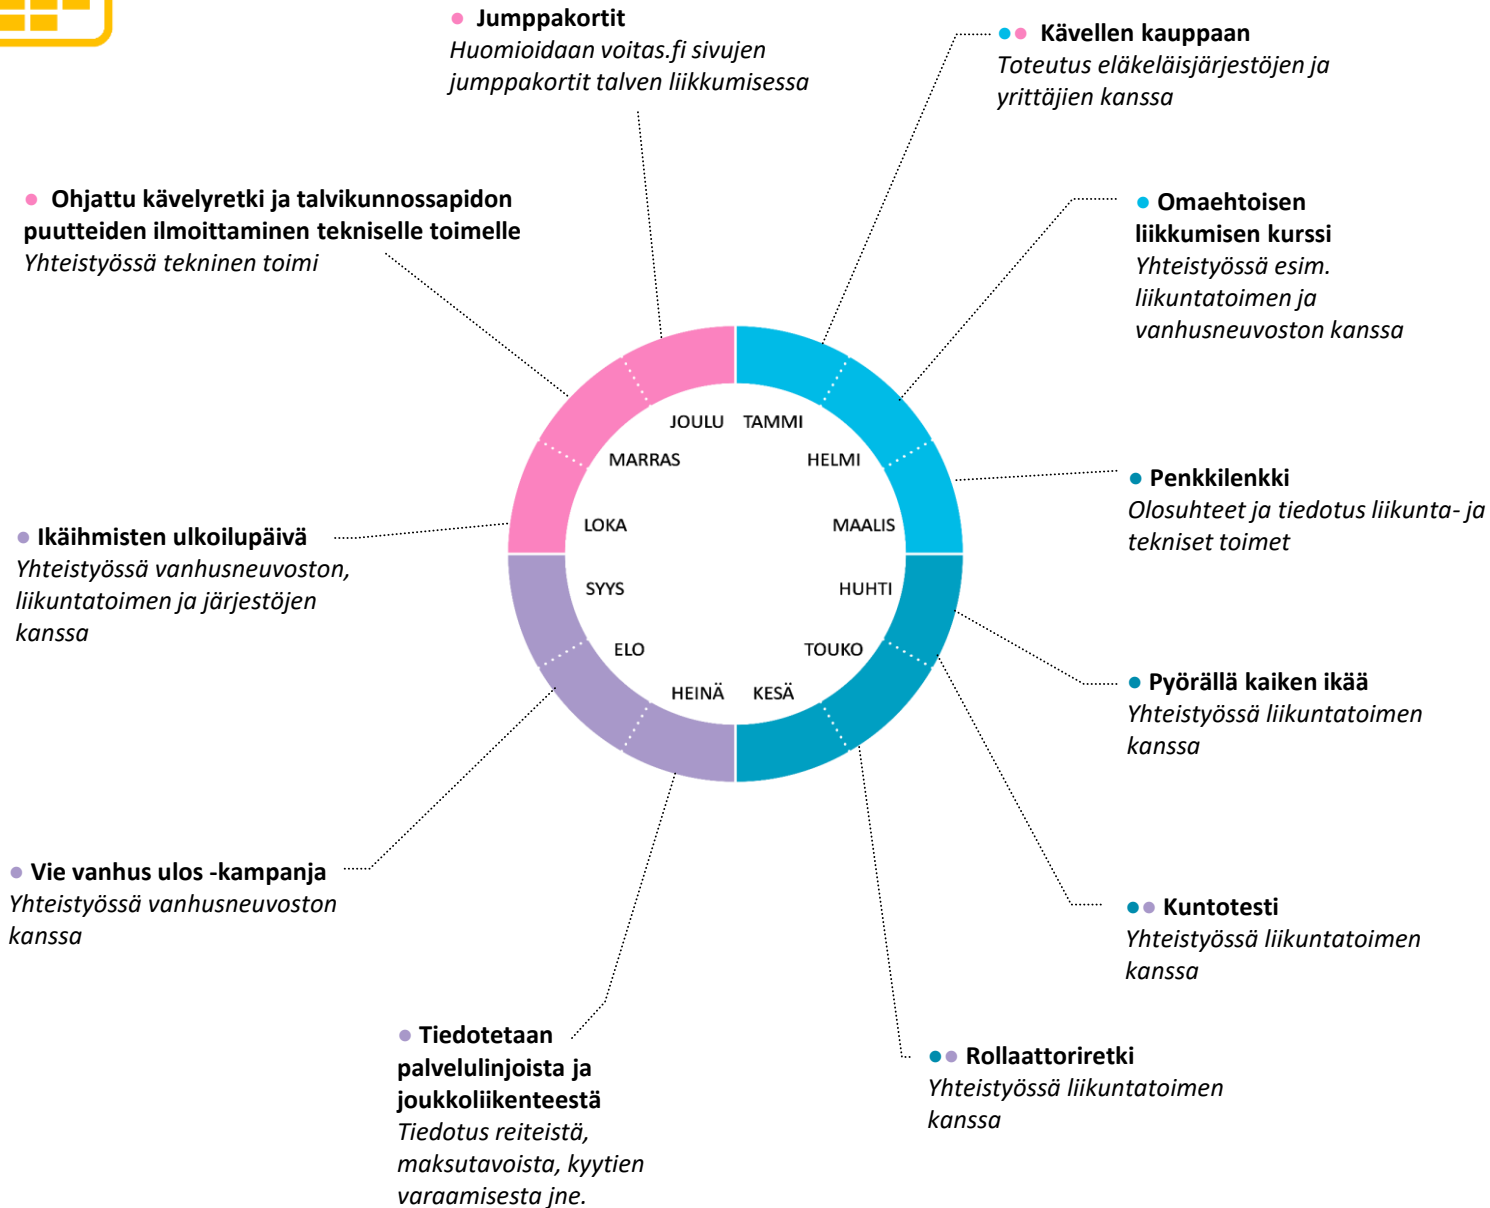 Jumppakortit
Huomioidaan voitas.fi sivujen
jumppakortit talven liikkumisessa
Kävellen kauppaan
Toteutus eläkeläisjärjestöjen ja
yrittäjien kanssa
Ohjattu kävelyretki ja talvikunnossapidon
puutteiden ilmoittaminen tekniselle toimelle
Yhteistyössä tekninen toimi
Omaehtoisen
liikkumisen kurssi
Yhteistyössä esim.
liikuntatoimen ja
vanhusneuvoston kanssa
JOULU
TAMMI
MARRAS
HELMI
LOKA
MAALIS
SYYS
HUHTI
ELO
TOUKO
HEINÄ
KESÄ
Penkkilenkki
Olosuhteet ja tiedotus liikunta- ja
tekniset toimet
Ikäihmisten ulkoilupäivä
Yhteistyössä vanhusneuvoston,
liikuntatoimen ja järjestöjen
kanssa
Pyörällä kaiken ikää
Yhteistyössä liikuntatoimen
kanssa
Vie vanhus ulos -kampanja
Yhteistyössä vanhusneuvoston
kanssa
Kuntotesti
Yhteistyössä liikuntatoimen
kanssa
Tiedotetaan
palvelulinjoista ja
joukkoliikenteestä
Tiedotus reiteistä,
maksutavoista, kyytien
varaamisesta jne.
Rollaattoriretki
Yhteistyössä liikuntatoimen
kanssa